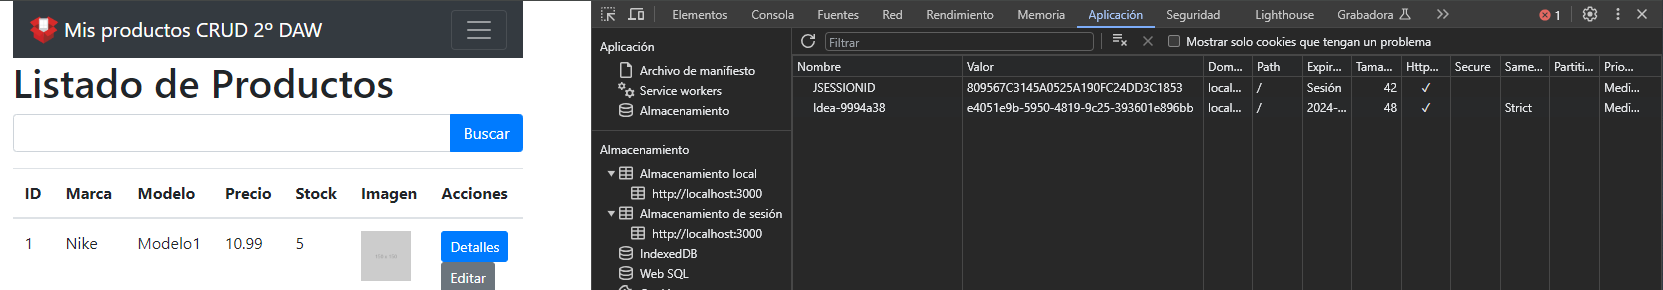 Mis productos CRUD 2º DAW
Listado de Productos
Buscar
ID Marca Modelo Precio Stock Imagen Acciones
1 Nike Modelo1 10.99 5 Detalles
Editar
Elementos Consola Fuentes Red Rendimiento Memoria Aplicación Seguridad Lighthouse Grabadora 1
Aplicación
Archivo de manifiesto
Service workers
Almacenamiento
Almacenamiento
Almacenamiento local
http://localhost:3000
Almacenamiento de sesión
http://localhost:3000
IndexedDB
Web SQL
Filtrar Mostrar solo cookies que tengan un problema
Nombre Valor Dom... Path Expir... Tama... Http... Secure Same... Partiti... Prio...
JSESSIONID 809567C3145A0525A190FC24DD3C1853 local... / Sesión 42 ✓ Medi...
Idea-9994a38 e4051e9b-5950-4819-9c25-393601e896bb local... / 2024-... 48 ✓ Strict Medi...